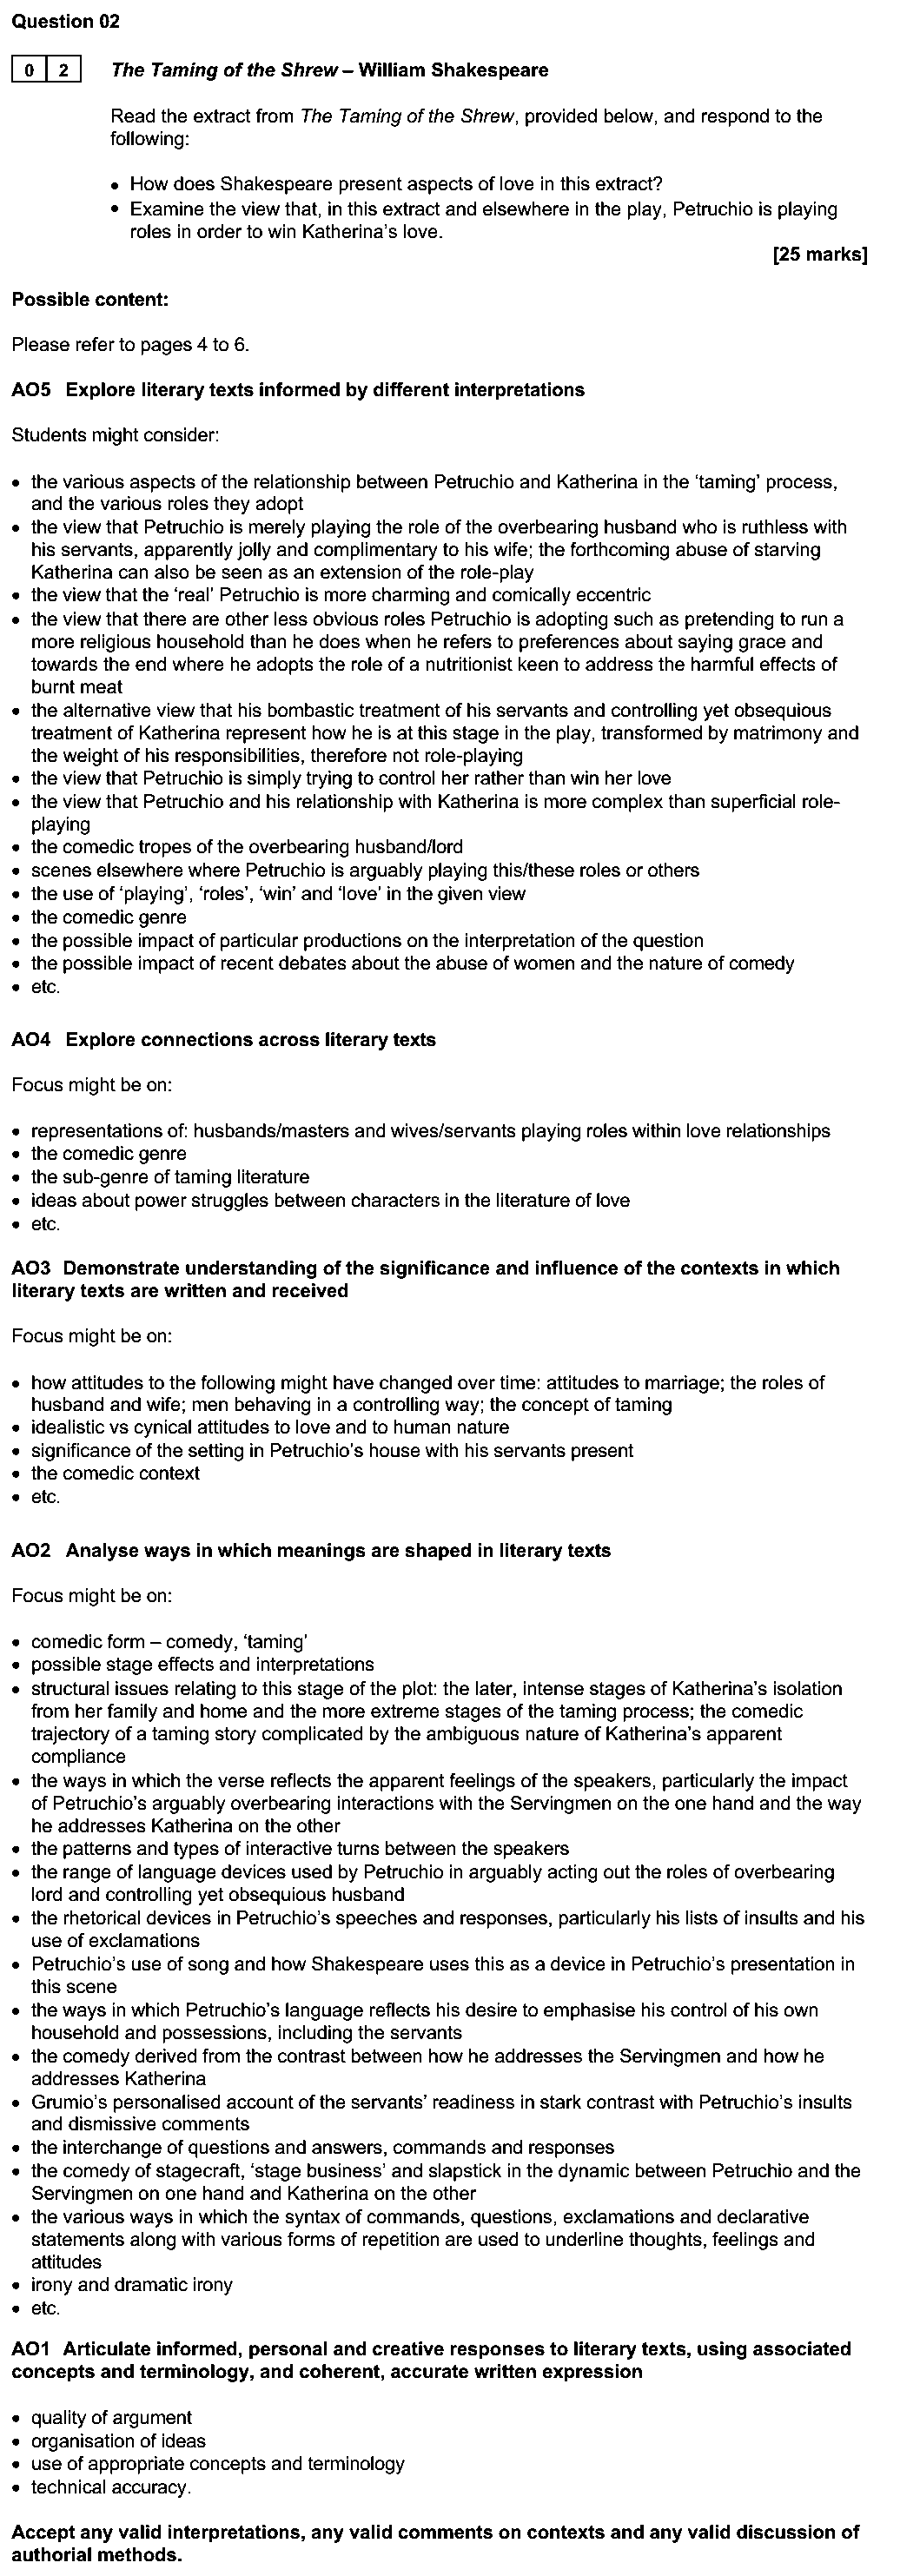 Question 02
0 2 The Taming of the Shrew – William Shakespeare
Read the extract from The Taming of the Shrew, provided below, and respond to the
following:
• How does Shakespeare present aspects of love in this extract?
• Examine the view that, in this extract and elsewhere in the play, Petruchio is playing
roles in order to win Katherina's love.
[25 marks]
Possible content:
Please refer to pages 4 to 6.
AO5 Explore literary texts informed by different interpretations
Students might consider:
• the various aspects of the relationship between Petruchio and Katherina in the 'taming' process,
and the various roles they adopt
• the view that Petruchio is merely playing the role of the overbearing husband who is ruthless with
his servants, apparently jolly and complimentary to his wife; the forthcoming abuse of starving
Katherina can also be seen as an extension of the role-play
• the view that the 'real' Petruchio is more charming and comically eccentric
• the view that there are other less obvious roles Petruchio is adopting such as pretending to run a
more religious household than he does when he refers to preferences about saying grace and
towards the end where he adopts the role of a nutritionist keen to address the harmful effects of
burnt meat
• the alternative view that his bombastic treatment of his servants and controlling yet obsequious
treatment of Katherina represent how he is at this stage in the play, transformed by matrimony and
the weight of his responsibilities, therefore not role-playing
• the view that Petruchio is simply trying to control her rather than win her love
• the view that Petruchio and his relationship with Katherina is more complex than superficial role-
playing
• the comedic tropes of the overbearing husband/lord
• scenes elsewhere where Petruchio is arguably playing this/these roles or others
• the use of 'playing', 'roles', 'win' and 'love' in the given view
• the comedic genre
• the possible impact of particular productions on the interpretation of the question
• the possible impact of recent debates about the abuse of women and the nature of comedy
• etc.
AO4 Explore connections across literary texts
Focus might be on:
• representations of: husbands/masters and wives/servants playing roles within love relationships
• the comedic genre
• the sub-genre of taming literature
• ideas about power struggles between characters in the literature of love
• etc.
AO3 Demonstrate understanding of the significance and influence of the contexts in which
literary texts are written and received
Focus might be on:
• how attitudes to the following might have changed over time: attitudes to marriage; the roles of
husband and wife; men behaving in a controlling way; the concept of taming
• idealistic vs cynical attitudes to love and to human nature
• significance of the setting in Petruchio's house with his servants present
• the comedic context
• etc.
AO2 Analyse ways in which meanings are shaped in literary texts
Focus might be on:
• comedic form – comedy, 'taming'
• possible stage effects and interpretations
• structural issues relating to this stage of the plot: the later, intense stages of Katherina's isolation
from her family and home and the more extreme stages of the taming process; the comedic
trajectory of a taming story complicated by the ambiguous nature of Katherina's apparent
compliance
• the ways in which the verse reflects the apparent feelings of the speakers, particularly the impact
of Petruchio's arguably overbearing interactions with the Servingmen on the one hand and the way
he addresses Katherina on the other
• the patterns and types of interactive turns between the speakers
• the range of language devices used by Petruchio in arguably acting out the roles of overbearing
lord and controlling yet obsequious husband
• the rhetorical devices in Petruchio's speeches and responses, particularly his lists of insults and his
use of exclamations
• Petruchio's use of song and how Shakespeare uses this as a device in Petruchio's presentation in
this scene
• the ways in which Petruchio's language reflects his desire to emphasise his control of his own
household and possessions, including the servants
• the comedy derived from the contrast between how he addresses the Servingmen and how he
addresses Katherina
• Grumio's personalised account of the servants' readiness in stark contrast with Petruchio's insults
and dismissive comments
• the interchange of questions and answers, commands and responses
• the comedy of stagecraft, 'stage business' and slapstick in the dynamic between Petruchio and the
Servingmen on one hand and Katherina on the other
• the various ways in which the syntax of commands, questions, exclamations and declarative
statements along with various forms of repetition are used to underline thoughts, feelings and
attitudes
• irony and dramatic irony
• etc.
AO1 Articulate informed, personal and creative responses to literary texts, using associated
concepts and terminology, and coherent, accurate written expression
• quality of argument
• organisation of ideas
• use of appropriate concepts and terminology
• technical accuracy.
Accept any valid interpretations, any valid comments on contexts and any valid discussion of
authorial methods.